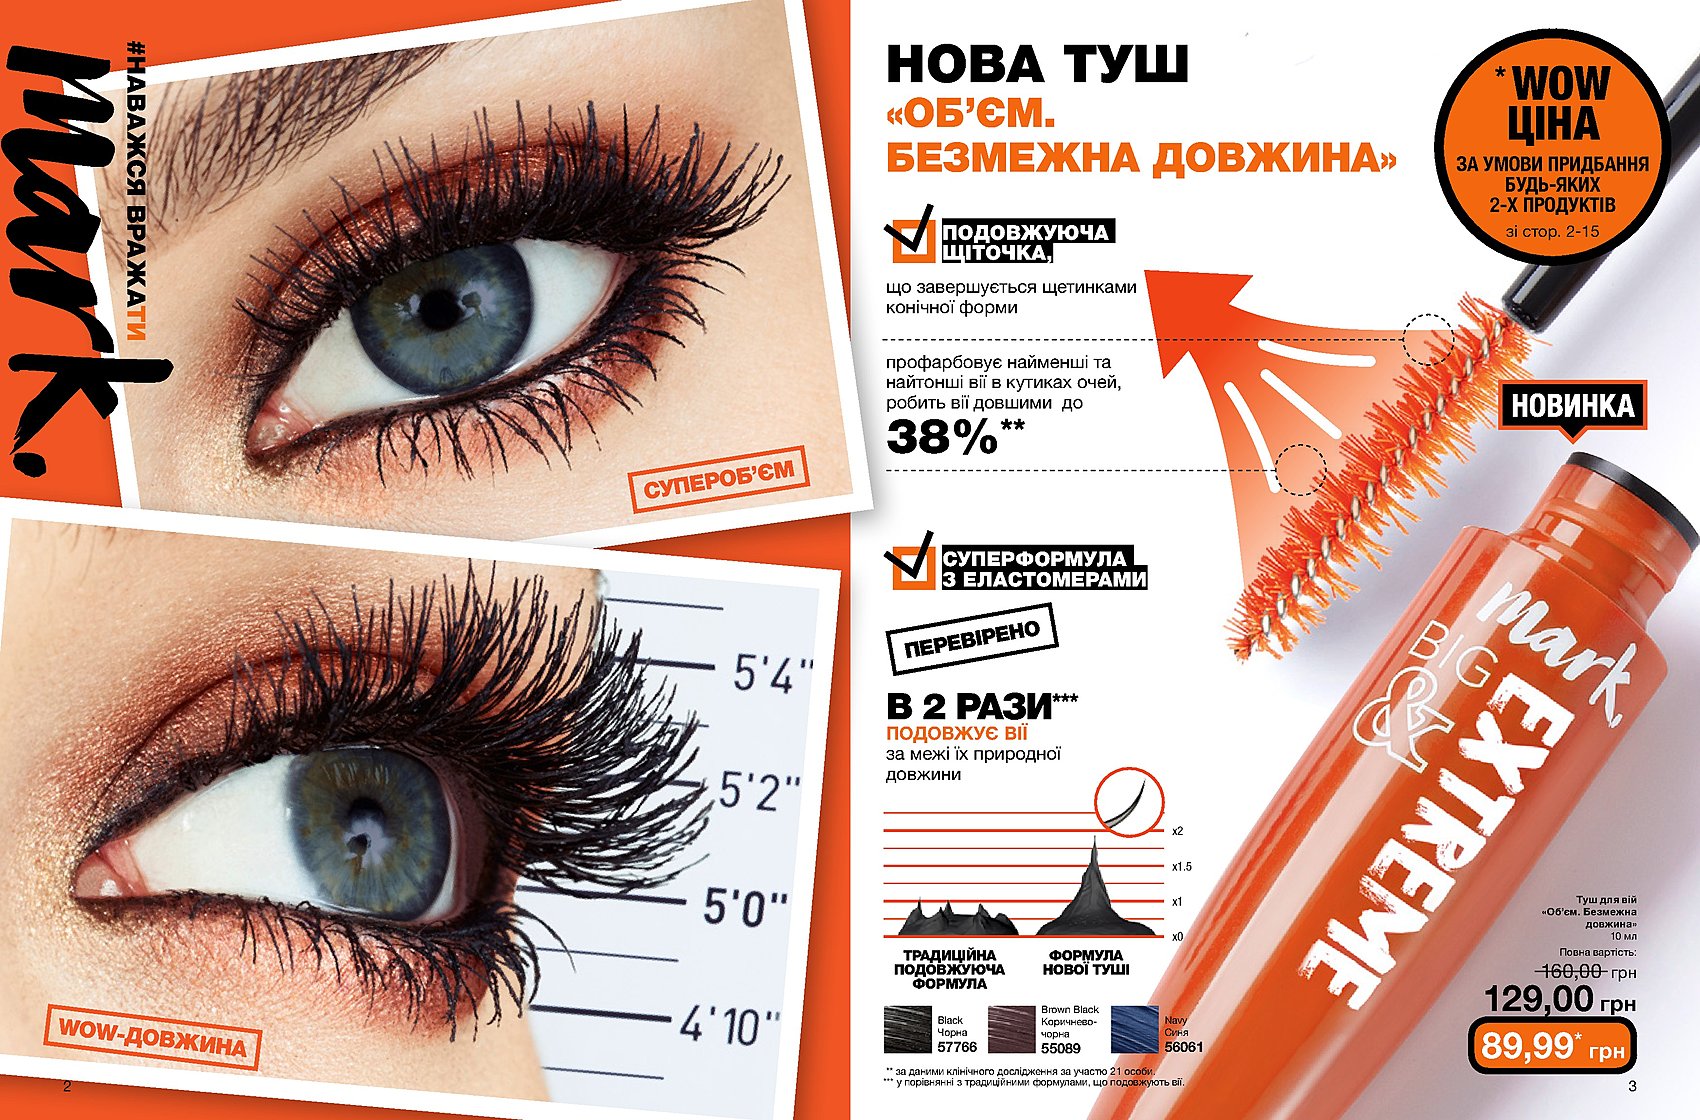 mark.
#НАВАЖСЯ ВРАЖАТИ
СУПЕРОБ’ЄМ
5'4"
5'2"
5'0"
4'10"
WOW-ДОВЖИНА
2
НОВА ТУШ
«ОБ’ЄМ.
БЕЗМЕЖНА ДОВЖИНА»
* WOW
ЦІНА
ЗА УМОВИ ПРИДБАННЯ
БУДЬ-ЯКИХ
2-Х ПРОДУКТІВ
зі стор. 2-15
ПОДОВЖУЮЧА
ЩІТОЧКА,
що завершується щетинками
конічної форми
профарбовує найменші та
найтонші вії в кутиках очей,
робить вії довшими до
38%**
НОВИНКА
СУПЕРФОРМУЛА
З ЕЛАСТОМЕРАМИ
ПЕРЕВІРЕНО
В 2 РАЗИ***
ПОДОВЖУЄ ВІЇ
за межі їх природної
довжини
x2
x1.5
x1
x0
ТРАДИЦІЙНА
ПОДОВЖУЮЧА
ФОРМУЛА
ФОРМУЛА
НОВОЇ ТУШІ
mark.
BIG
&
EXTREME
Black
Чорна
57766
Brown Black
Коричнево-
чорна
55089
Navy
Синя
56061
** за даними клінічного дослідження за участю 21 особи.
*** у порівнянні з традиційними формулами, що подовжують вії.
Туш для вій
«Об’єм. Безмежна
довжина»
10 мл
Повна вартість:
160,00 грн
129,00 грн
89,99* грн
3